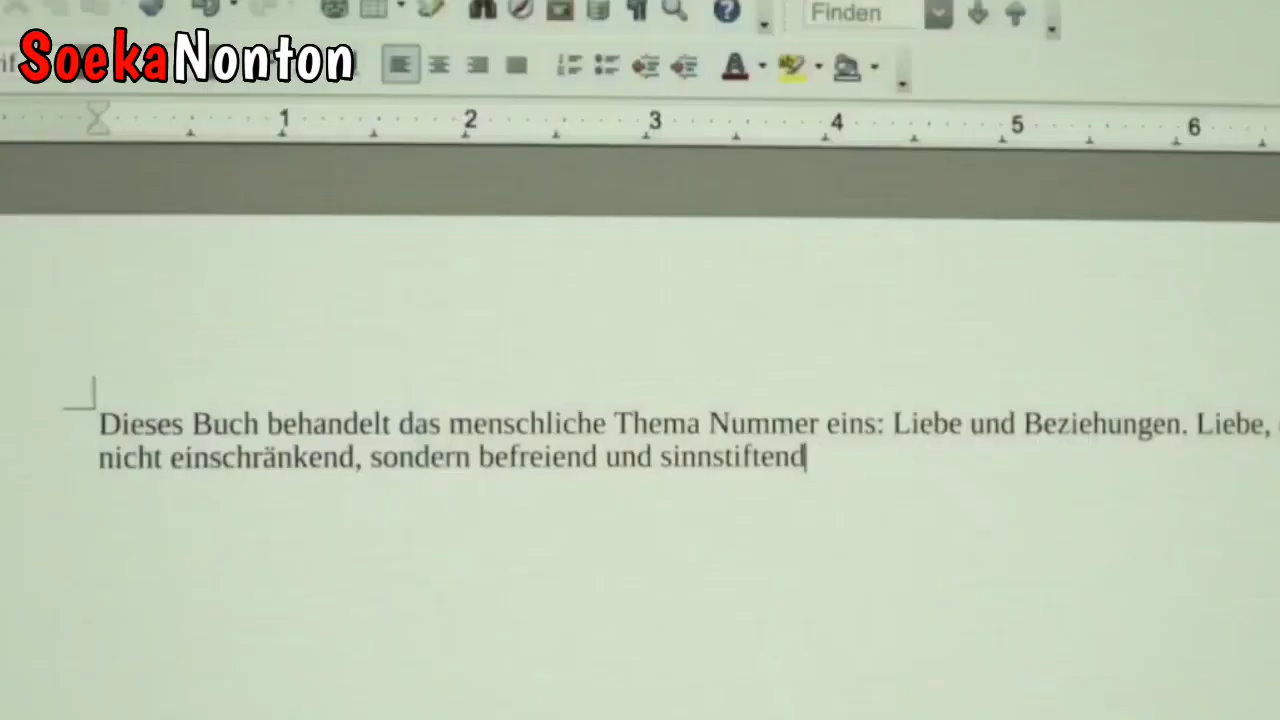 SoekaNonton
Finden
1 2 3 4 5 6
Dieses Buch behandelt das menschliche Thema Nummer eins: Liebe und Beziehungen. Liebe,
nicht einschränkend, sondern befreiend und sinnstiftend